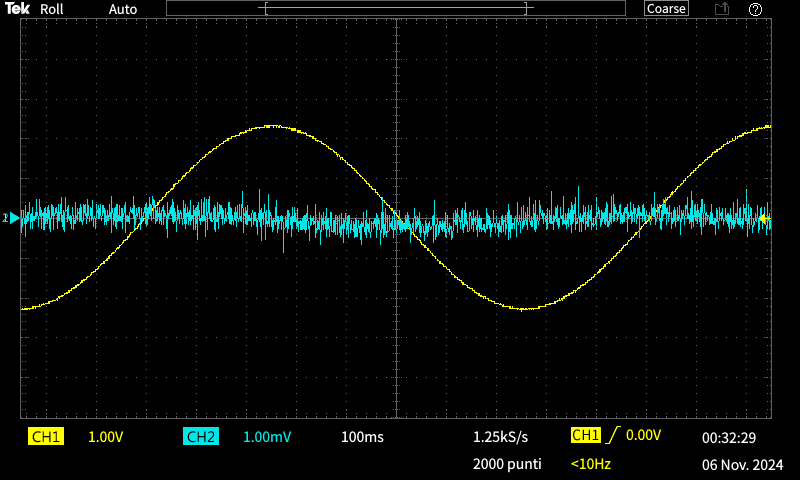 Tek Roll Auto Coarse
2
CH1 1.00V CH2 1.00mV 100ms 1.25kS/s CH1 0.00V 00:32:29
2000 punti <10Hz 06 Nov. 2024